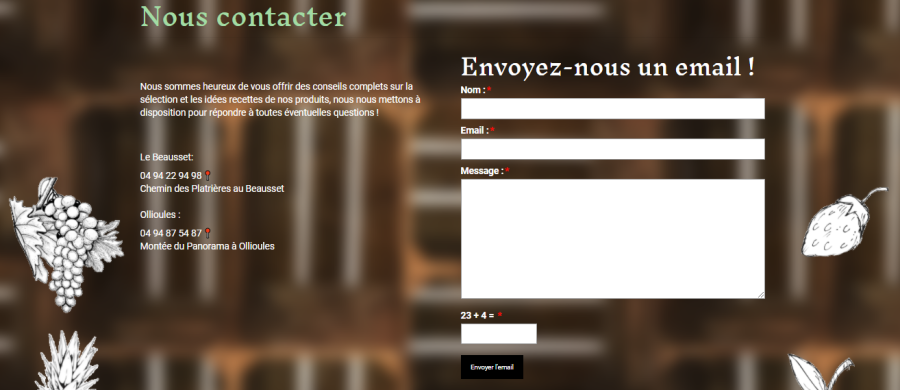 Nous contacter
Nous sommes heureux de vous offrir des conseils complets sur la
sélection et les idées recettes de nos produits, nous nous mettons à
disposition pour répondre à toutes éventuelles questions !
Le Beausset:
04 94 22 94 98
Chemin des Platrières au Beausset
Ollioules :
04 94 87 54 87
Montée du Panorama à Ollioules
Envoyez-nous un email !
Nom : *
Email : *
Message : *
23 + 4 = *
Envoyer l'email